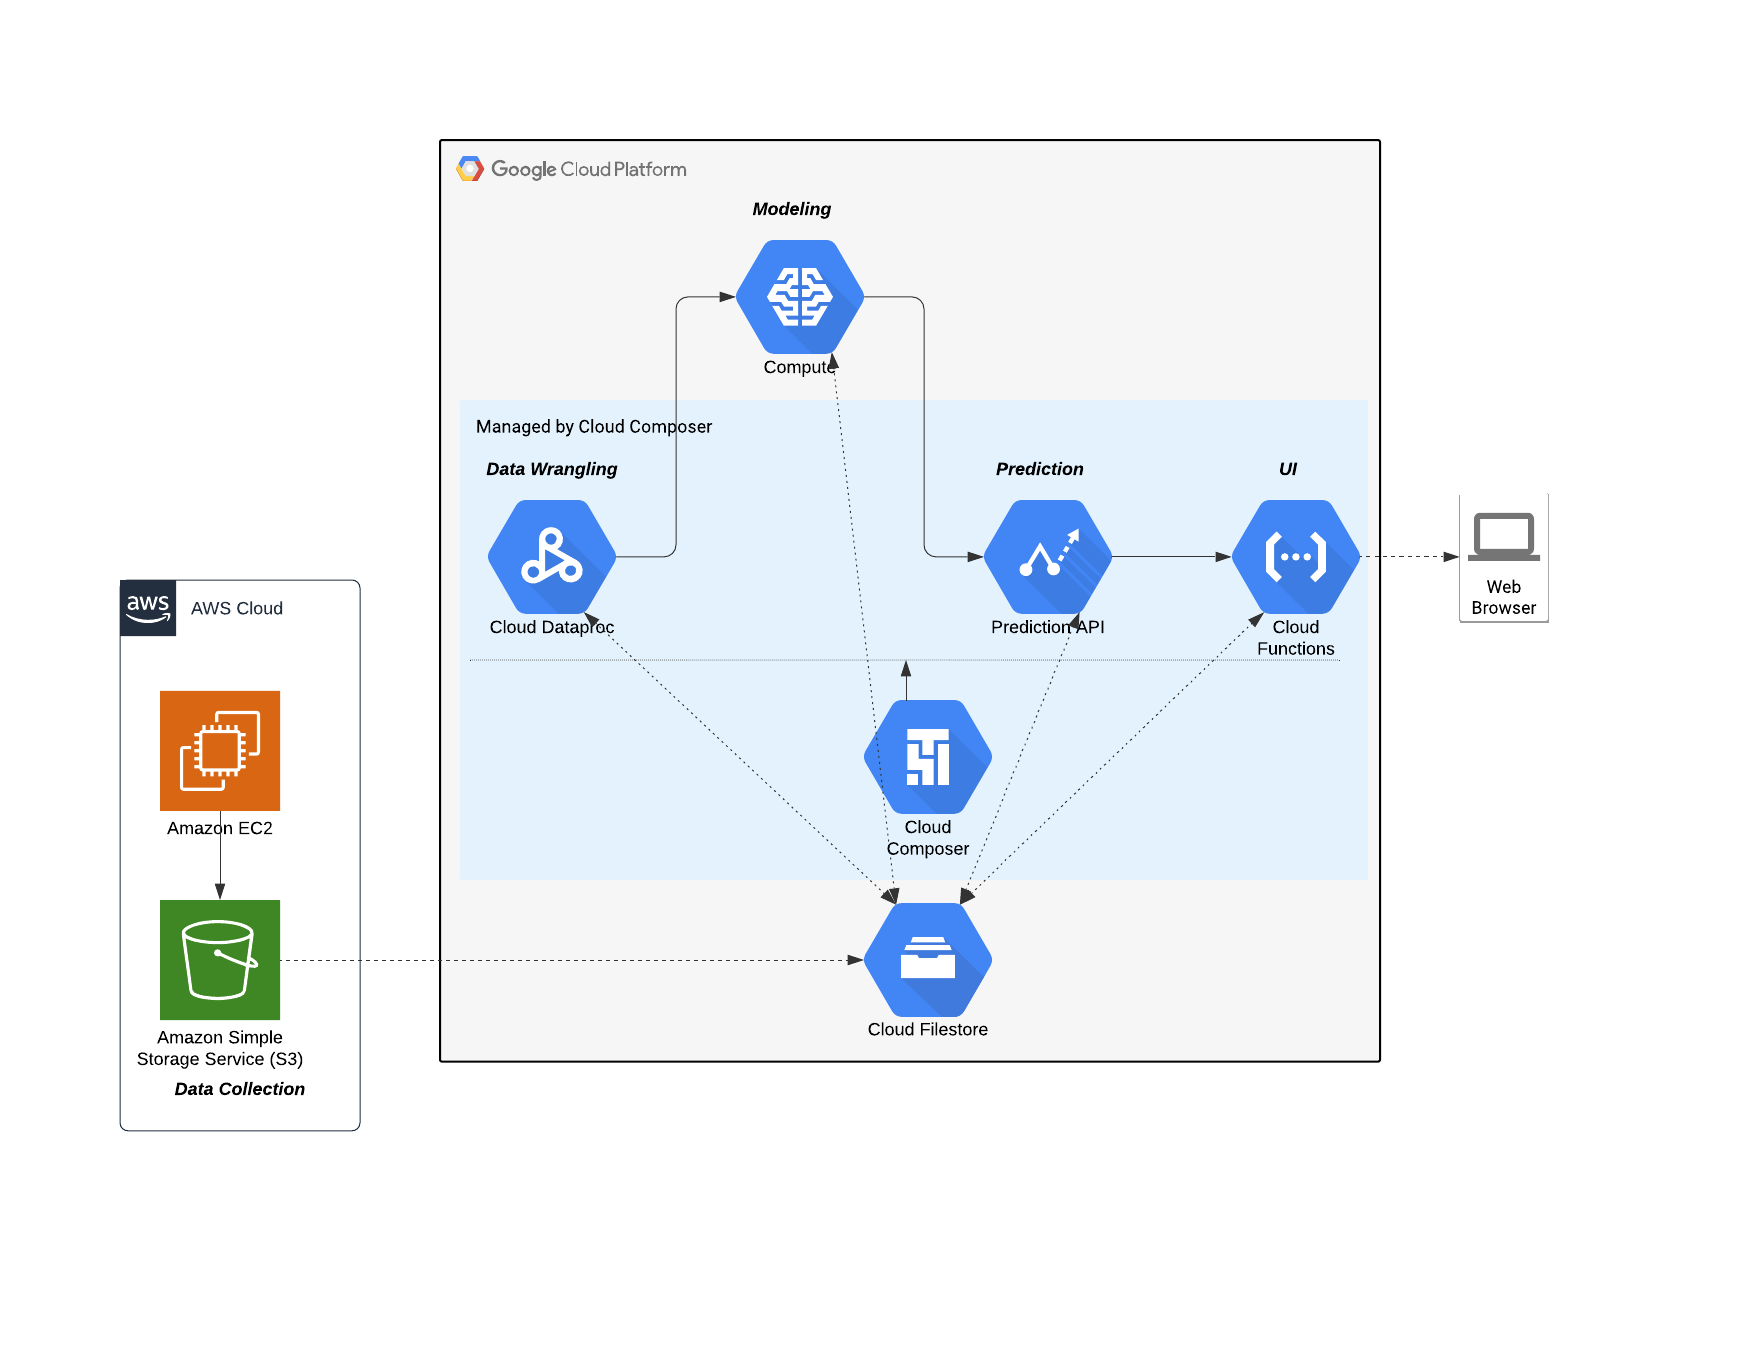 Google Cloud Platform
Modeling
Compute
Managed by Cloud Composer
Data Wrangling
Prediction
UI
Cloud Dataproc
Prediction API
Cloud
Functions
Web
Browser
aws
AWS Cloud
Amazon EC2
Cloud
Composer
Amazon Simple
Storage Service (S3)
Data Collection
Cloud Filestore